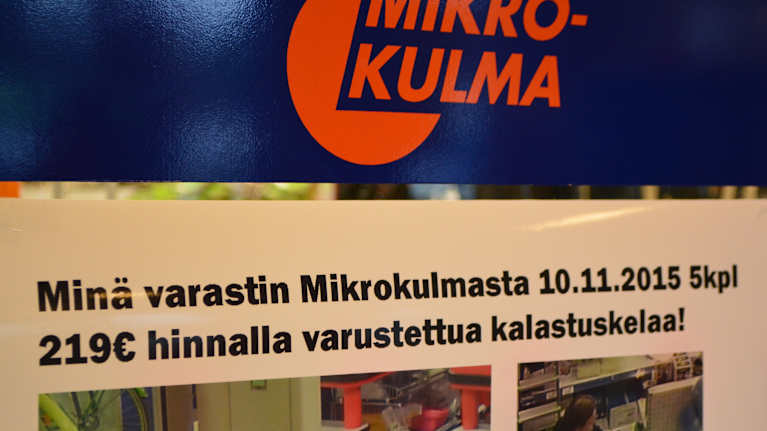 MIKRO-
KULMA
Minä varastin Mikrokulmasta 10.11.2015 5kpl
219€ hinnalla varustettua kalastuskelaa!